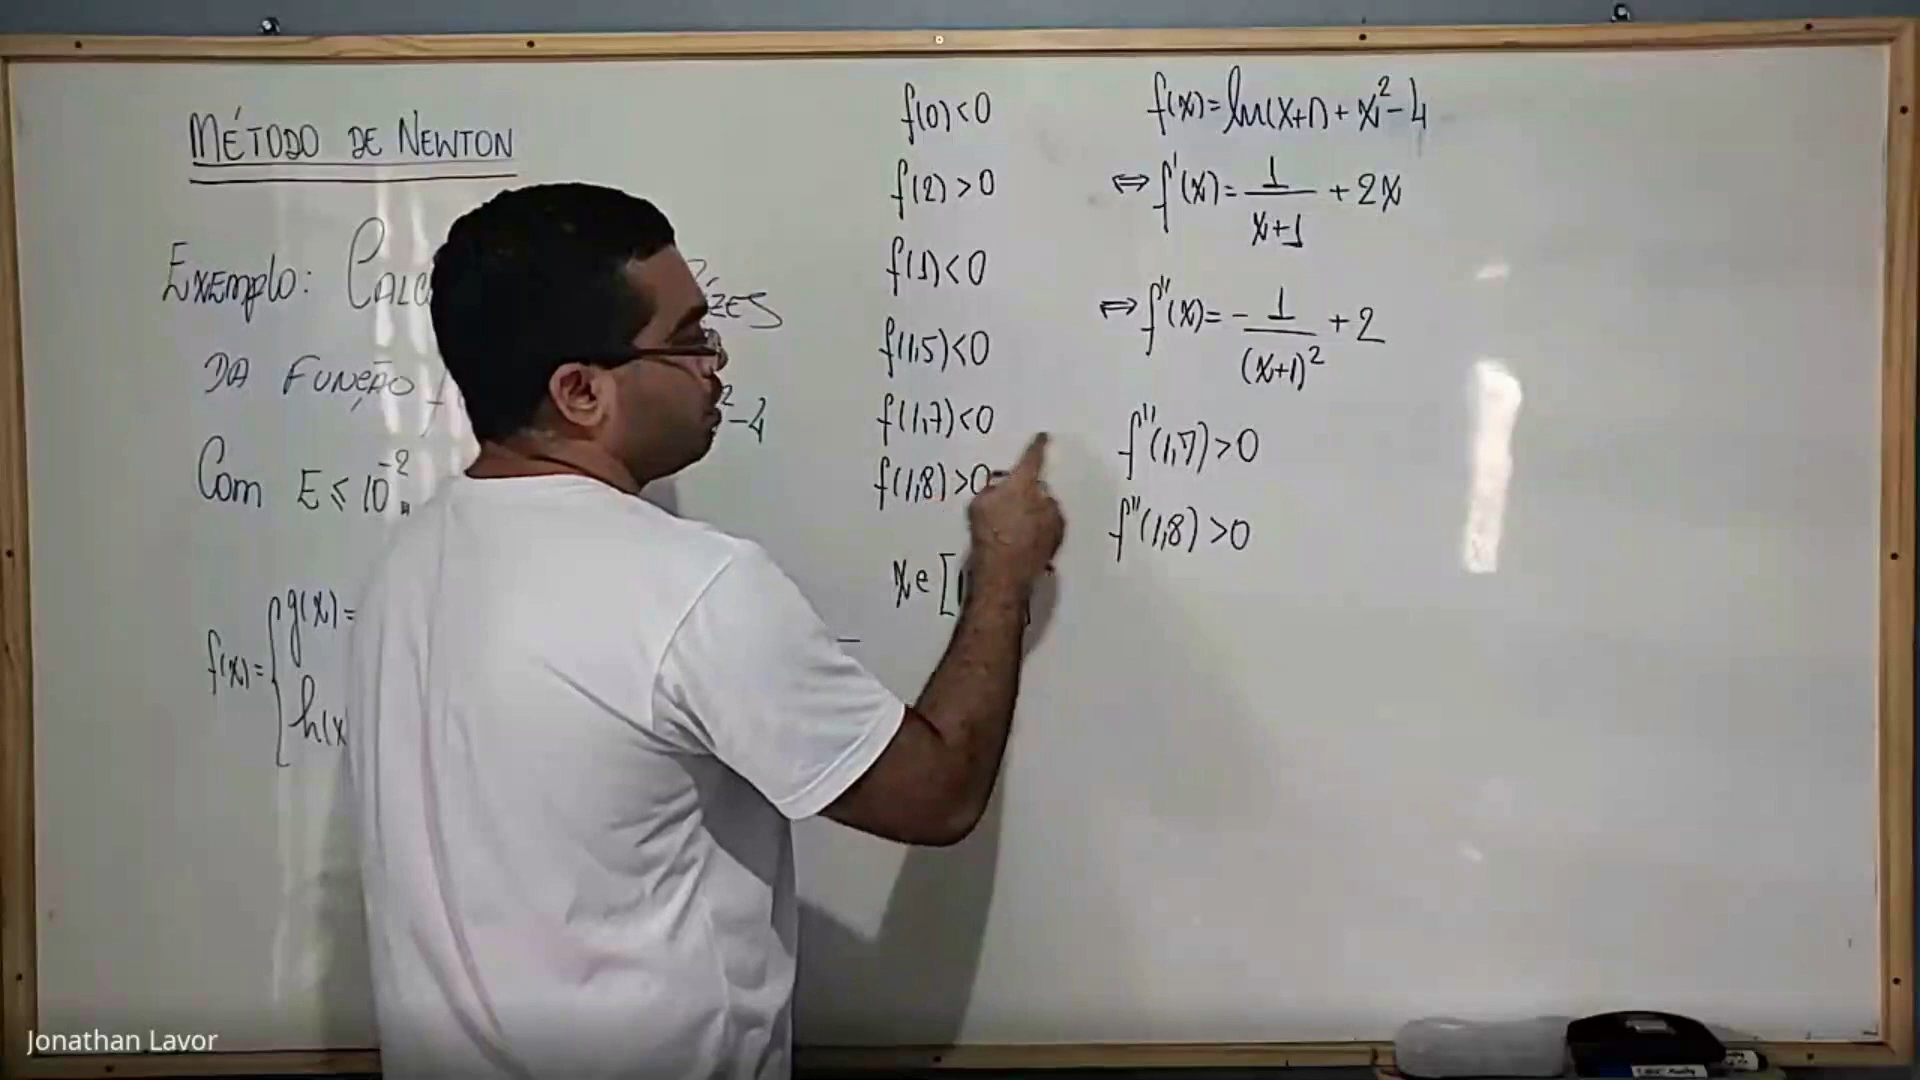 MÉTODO DE NEWTON
EXEMPLO:
DA FUNÇÃO f ²-4
COM E ≤ 10⁻².
f(x)= { g(x)=
h(x
f(0)<0
f(2)>0
f(1)<0
f(1,5)<0
f(1,7)<0
f(1,8)>0
x ∈ [1
f(x)=ln(x+1)+x²-4
⇔ f'(x)= 1/(x+1) +2x
⇔ f''(x)= - 1/(x+1)² +2
f''(1,7)>0
f''(1,8)>0
Jonathan Lavor